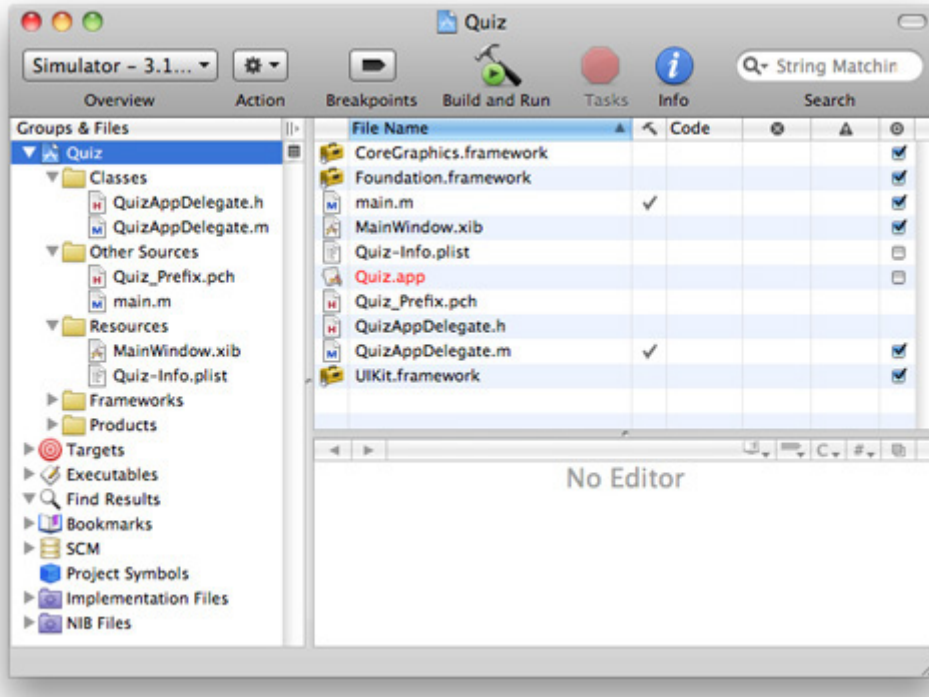 Quiz
Simulator – 3.1...
String Matchin
Overview
Action
Breakpoints
Build and Run
Tasks
Info
Search
Groups & Files
Quiz
Classes
QuizAppDelegate.h
QuizAppDelegate.m
Other Sources
Quiz_Prefix.pch
main.m
Resources
MainWindow.xib
Quiz-Info.plist
Frameworks
Products
Targets
Executables
Find Results
Bookmarks
SCM
Project Symbols
Implementation Files
NIB Files
File Name
Code
CoreGraphics.framework
Foundation.framework
main.m
MainWindow.xib
Quiz-Info.plist
Quiz.app
Quiz_Prefix.pch
QuizAppDelegate.h
QuizAppDelegate.m
UIKit.framework
C
#
No Editor